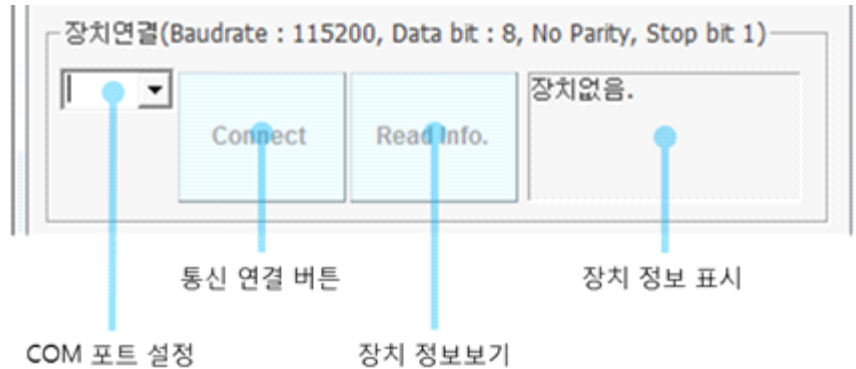 장치연결(Baudrate : 115200, Data bit : 8, No Parity, Stop bit 1)
Connect
Read Info.
장치없음.
통신 연결 버튼
장치 정보 표시
COM 포트 설정
장치 정보보기